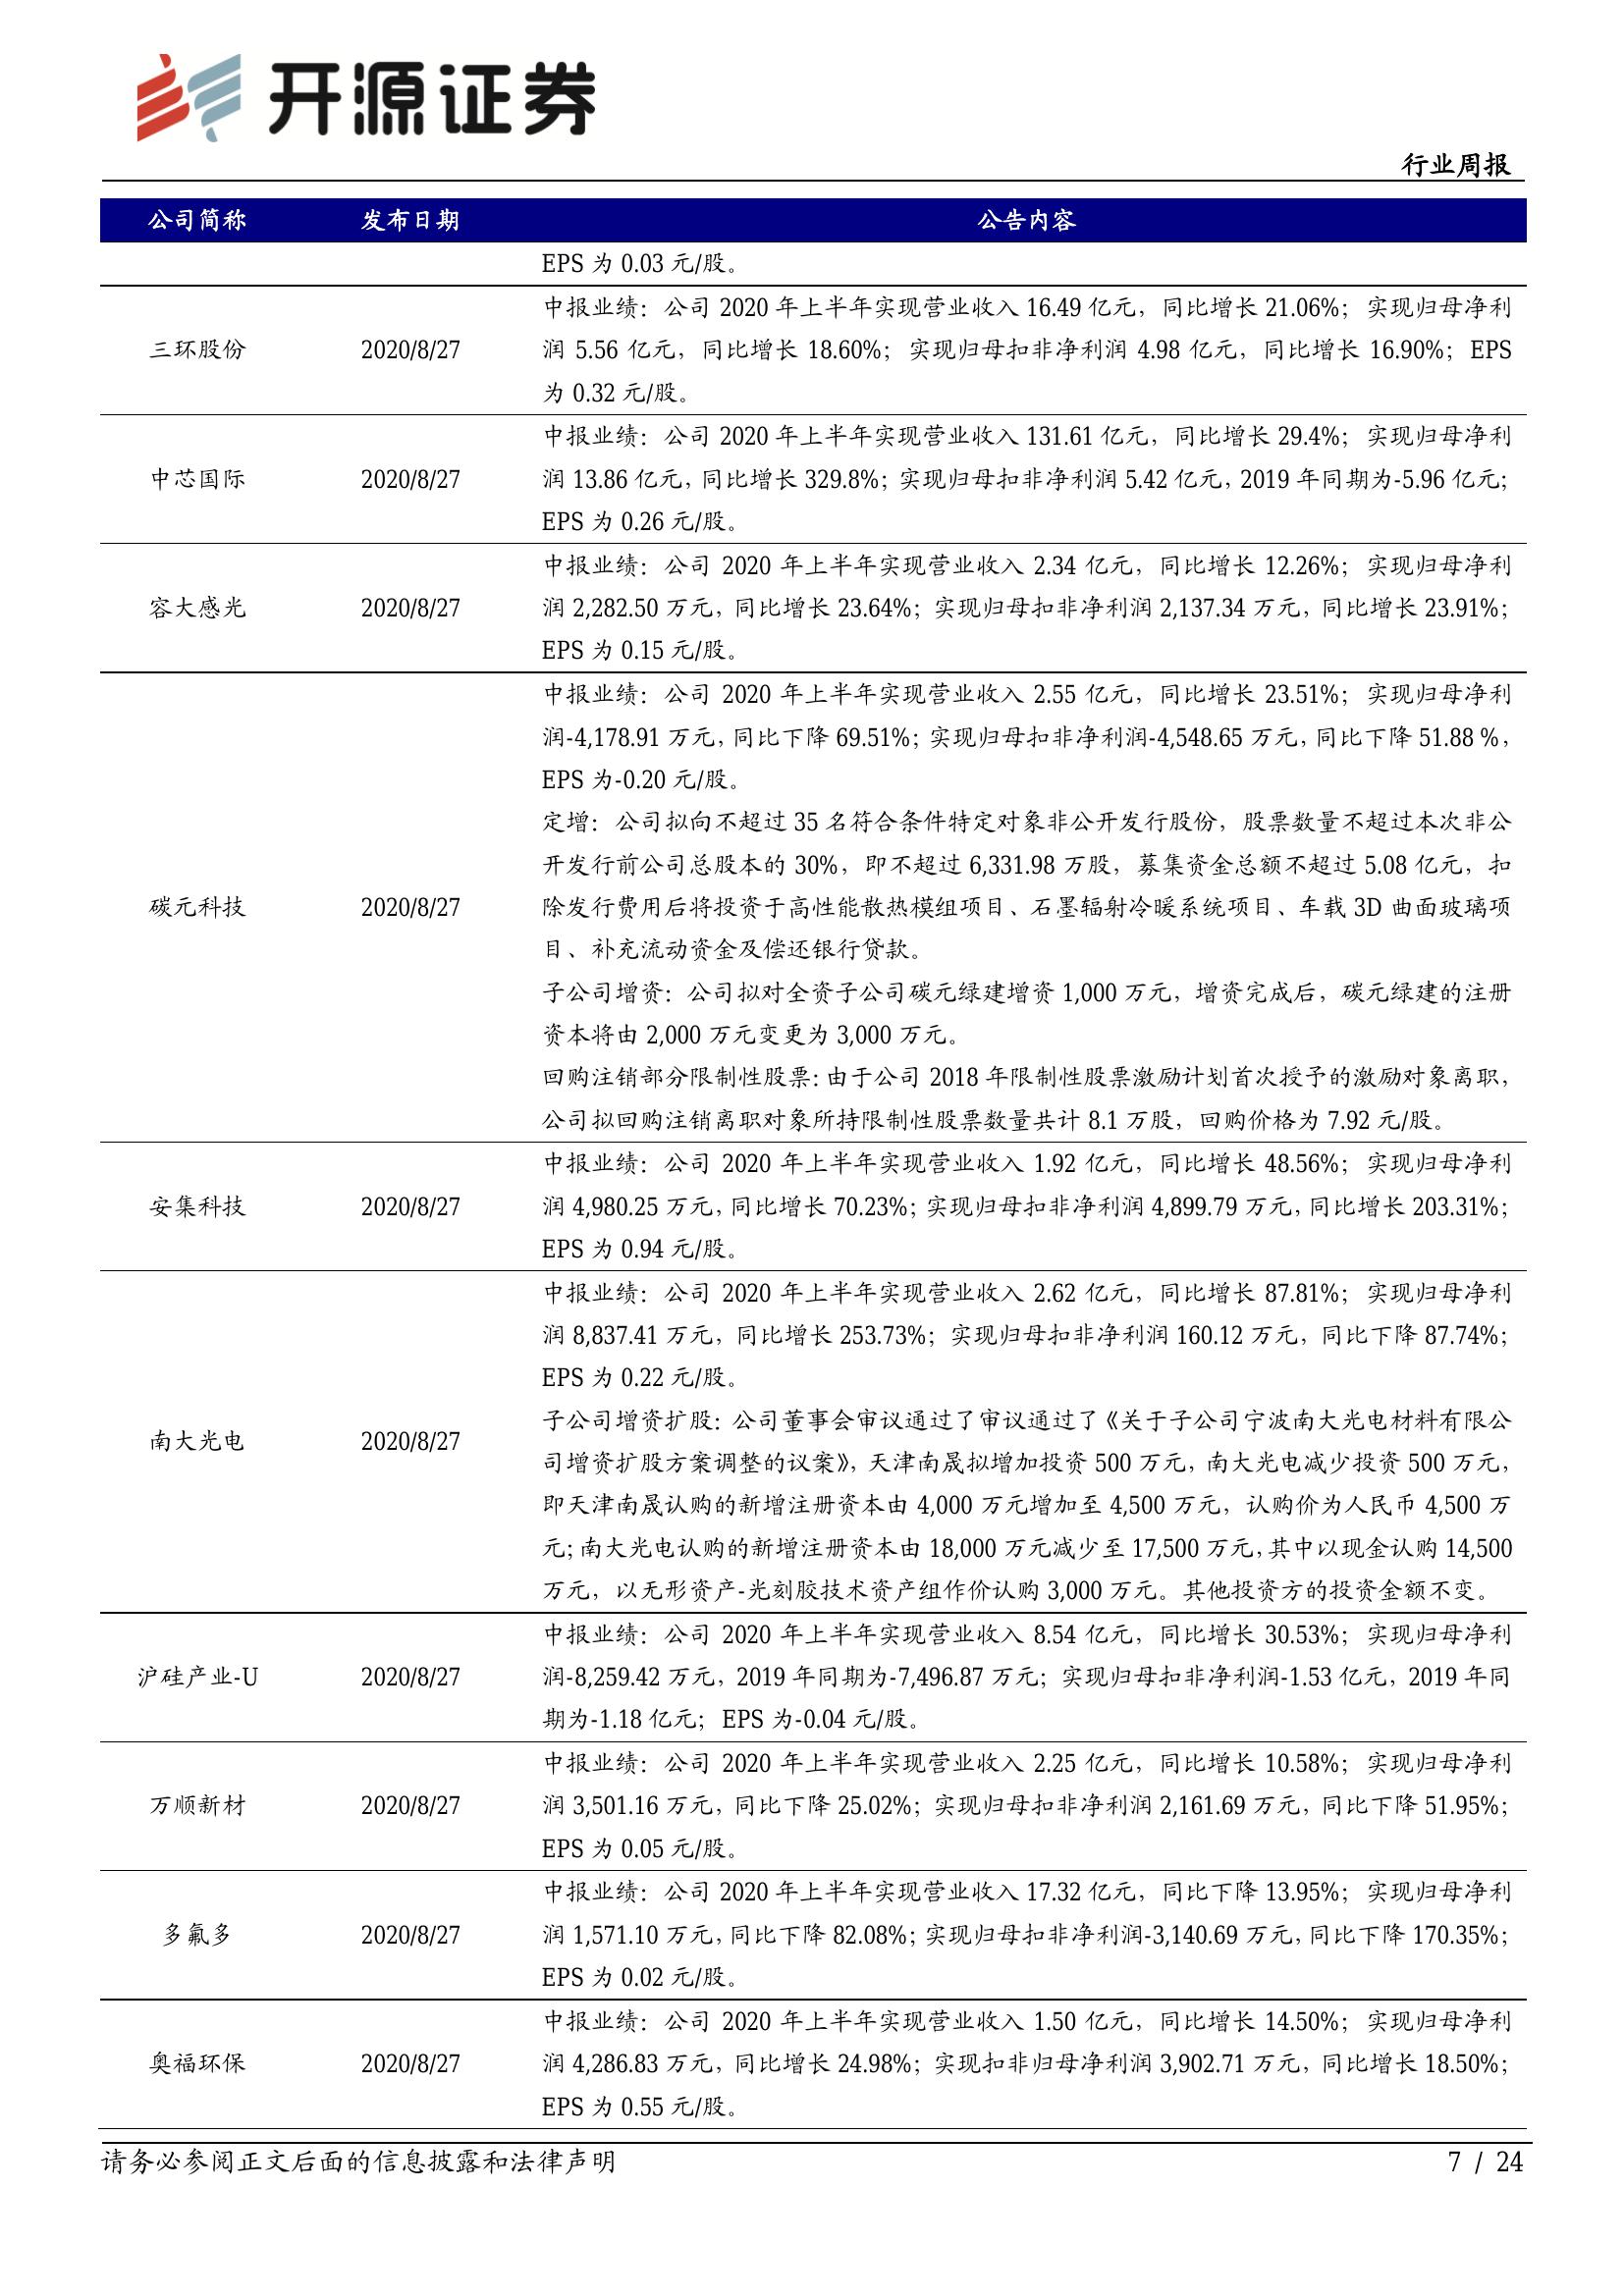 开源证券
行业周报
公司简称 发布日期 公告内容
EPS 为 0.03 元/股。
中报业绩：公司 2020 年上半年实现营业收入 16.49 亿元，同比增长 21.06%； 实现归母净利
三环股份 2020/8/27 润 5.56 亿元，同比增长 18.60%； 实现归母扣非净利润 4.98 亿元，同比增长 16.90%；EPS
为 0.32 元/股。
中报业绩：公司 2020 年上半年实现营业收入 131.61 亿元，同比增长 29.4%； 实现归母净利
中芯国际 2020/8/27 润 13.86 亿元，同比增长 329.8%；实现归母扣非净利润 5.42 亿元，2019 年同期为-5.96 亿元；
EPS 为 0.26 元/股。
中报业绩：公司 2020 年上半年实现营业收入 2.34 亿元，同比增长 12.26%； 实现归母净利
容大感光 2020/8/27 润 2,282.50 万元，同比增长 23.64%；实现归母扣非净利润 2,137.34 万元，同比增长 23.91%；
EPS 为 0.15 元/股。
中报业绩：公司 2020 年上半年实现营业收入 2.55 亿元，同比增长 23.51%； 实现归母净利
润-4,178.91 万元，同比下降 69.51%；实现归母扣非净利润-4,548.65 万元，同比下降 51.88 %，
EPS 为-0.20 元/股。
定增：公司拟向不超过 35 名符合条件特定对象非公开发行股份，股票数量不超过本次非公
开发行前公司总股本的 30%，即不超过 6,331.98 万股，募集资金总额不超过 5.08 亿元，扣
碳元科技 2020/8/27 除发行费用后将投资于高性能散热模组项目、石墨辐射冷暖系统项目、车载 3D 曲面玻璃项
目、补充流动资金及偿还银行贷款。
子公司增资：公司拟对全资子公司碳元绿建增资 1,000 万元，增资完成后，碳元绿建的注册
资本将由 2,000 万元变更为 3,000 万元。
回购注销部分限制性股票：由于公司 2018 年限制性股票激励计划首次授予的激励对象离职，
公司拟回购注销离职对象所持限制性股票数量共计 8.1 万股，回购价格为 7.92 元/股。
中报业绩：公司 2020 年上半年实现营业收入 1.92 亿元，同比增长 48.56%； 实现归母净利
安集科技 2020/8/27 润 4,980.25 万元，同比增长 70.23%；实现归母扣非净利润 4,899.79 万元，同比增长 203.31%；
EPS 为 0.94 元/股。
中报业绩：公司 2020 年上半年实现营业收入 2.62 亿元，同比增长 87.81%； 实现归母净利
润 8,837.41 万元，同比增长 253.73%；实现归母扣非净利润 160.12 万元，同比下降 87.74%；
EPS 为 0.22 元/股。
子公司增资扩股：公司董事会审议通过了审议通过了《关于子公司宁波南大光电材料有限公
南大光电 2020/8/27 司增资扩股方案调整的议案》，天津南晟拟增加投资 500 万元，南大光电减少投资 500 万元，
即天津南晟认购的新增注册资本由 4,000 万元增加至 4,500 万元，认购价为人民币 4,500 万
元；南大光电认购的新增注册资本由 18,000 万元减少至 17,500 万元，其中以现金认购 14,500
万元，以无形资产-光刻胶技术资产组作价认购 3,000 万元。其他投资方的投资金额不变。
中报业绩：公司 2020 年上半年实现营业收入 8.54 亿元，同比增长 30.53%； 实现归母净利
沪硅产业-U 2020/8/27 润-8,259.42 万元，2019 年同期为-7,496.87 万元；实现归母扣非净利润-1.53 亿元，2019 年同
期为-1.18 亿元；EPS 为-0.04 元/股。
中报业绩：公司 2020 年上半年实现营业收入 2.25 亿元，同比增长 10.58%； 实现归母净利
万顺新材 2020/8/27 润 3,501.16 万元，同比下降 25.02%；实现归母扣非净利润 2,161.69 万元，同比下降 51.95%；
EPS 为 0.05 元/股。
中报业绩：公司 2020 年上半年实现营业收入 17.32 亿元，同比下降 13.95%； 实现归母净利
多氟多 2020/8/27 润 1,571.10 万元，同比下降 82.08%；实现归母扣非净利润-3,140.69 万元，同比下降 170.35%；
EPS 为 0.02 元/股。
中报业绩：公司 2020 年上半年实现营业收入 1.50 亿元，同比增长 14.50%； 实现归母净利
奥福环保 2020/8/27 润 4,286.83 万元，同比增长 24.98%；实现扣非归母净利润 3,902.71 万元，同比增长 18.50%；
EPS 为 0.55 元/股。
请务必参阅正文后面的信息披露和法律声明 7 / 24